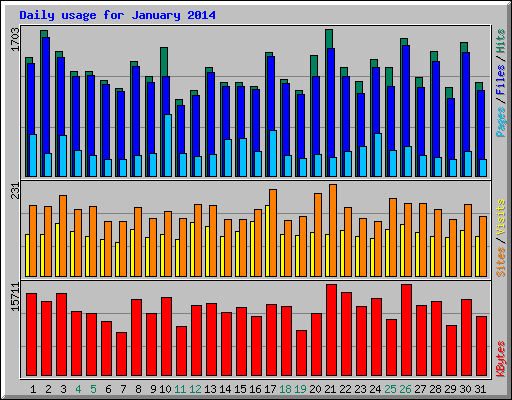 Daily usage for January 2014
1703
Pages / Files / Hits
231
Sites / Visits
15711
KBytes
1 2 3 4 5 6 7 8 9 10 11 12 13 14 15 16 17 18 19 20 21 22 23 24 25 26 27 28 29 30 31